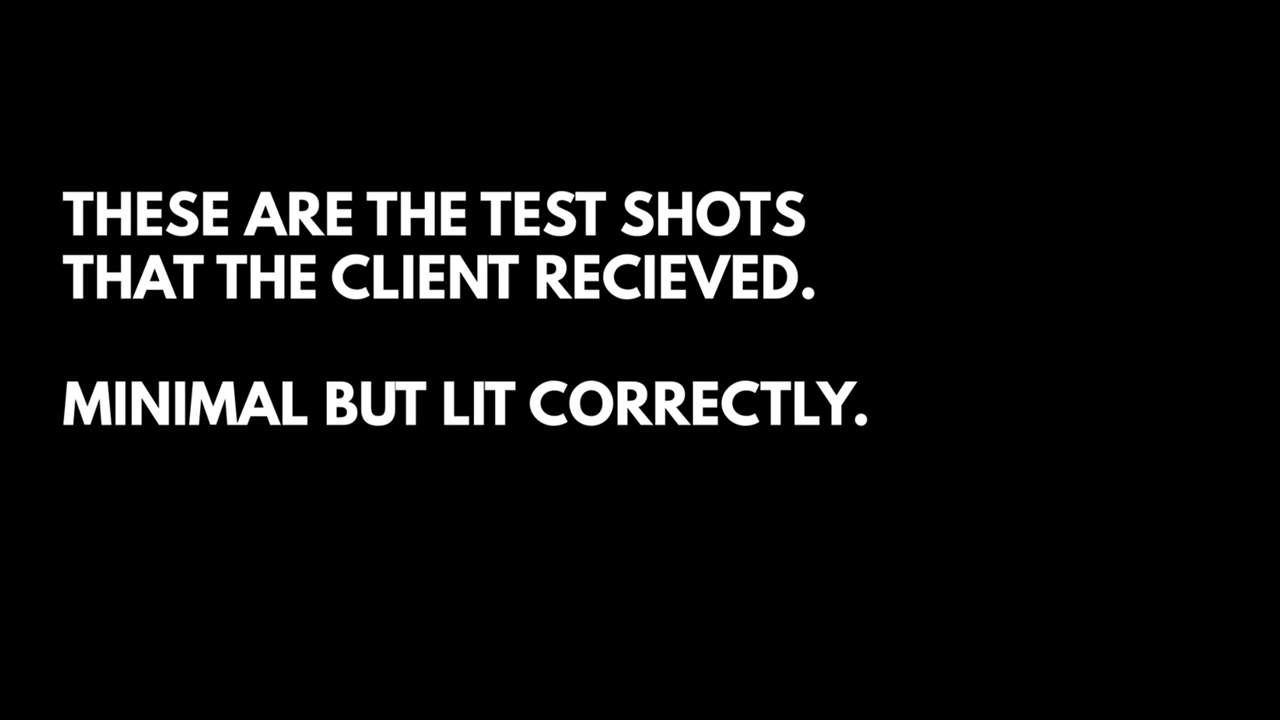 THESE ARE THE TEST SHOTS
THAT THE CLIENT RECIEVED.
MINIMAL BUT LIT CORRECTLY.